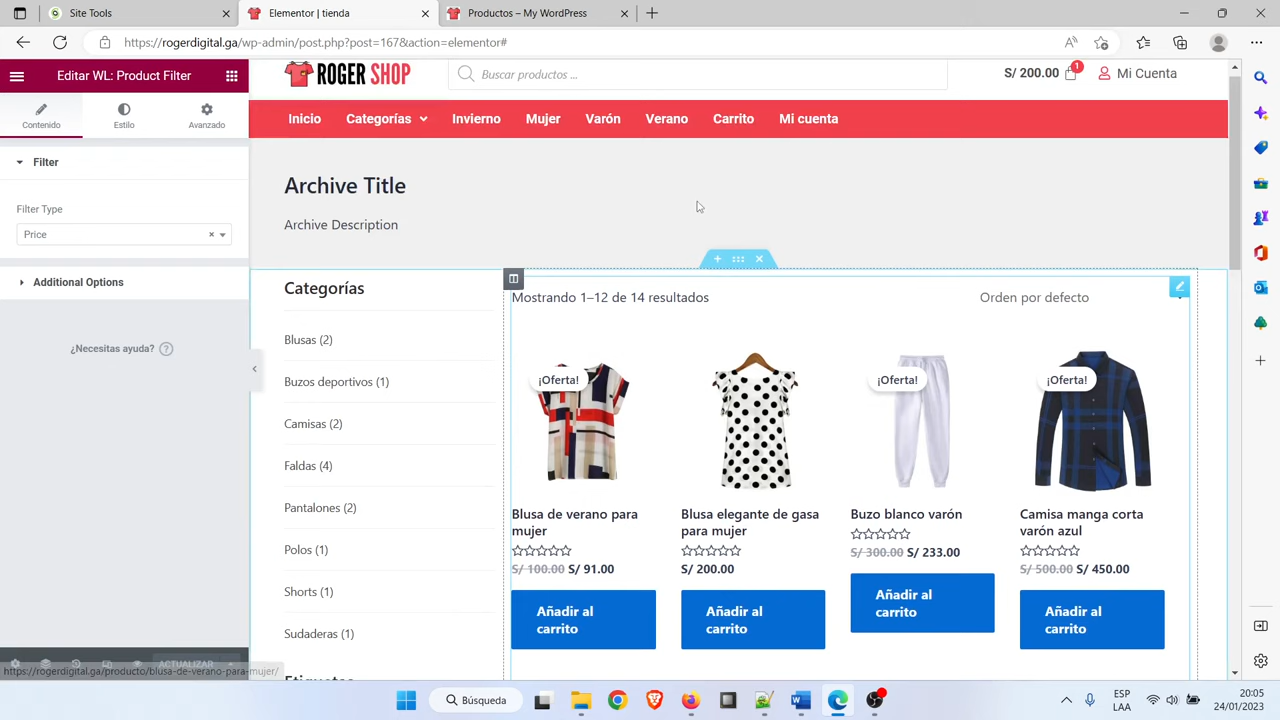 Site Tools
Elementor | tienda
Productos – My WordPress
https://rogerdigital.ga/wp-admin/post.php?post=167&action=elementor#
Editar WL: Product Filter
Contenido
Estilo
Avanzado
Filter
Filter Type
Price
Additional Options
¿Necesitas ayuda?
ACTUALIZAR
https://rogerdigital.ga/producto/blusa-de-verano-para-mujer/
ROGER SHOP
Buscar productos ...
S/ 200.00
1
Mi Cuenta
Inicio
Categorías
Invierno
Mujer
Varón
Verano
Carrito
Mi cuenta
Archive Title
Archive Description
Categorías
Blusas (2)
Buzos deportivos (1)
Camisas (2)
Faldas (4)
Pantalones (2)
Polos (1)
Shorts (1)
Sudaderas (1)
Etiquetas
Mostrando 1–12 de 14 resultados
Orden por defecto
¡Oferta!
Blusa de verano para
mujer
S/ 100.00 S/ 91.00
Añadir al
carrito
Blusa elegante de gasa
para mujer
S/ 200.00
Añadir al
carrito
¡Oferta!
Buzo blanco varón
S/ 300.00 S/ 233.00
Añadir al
carrito
¡Oferta!
Camisa manga corta
varón azul
S/ 500.00 S/ 450.00
Añadir al
carrito
Búsqueda
ESP
LAA
20:05
24/01/2023